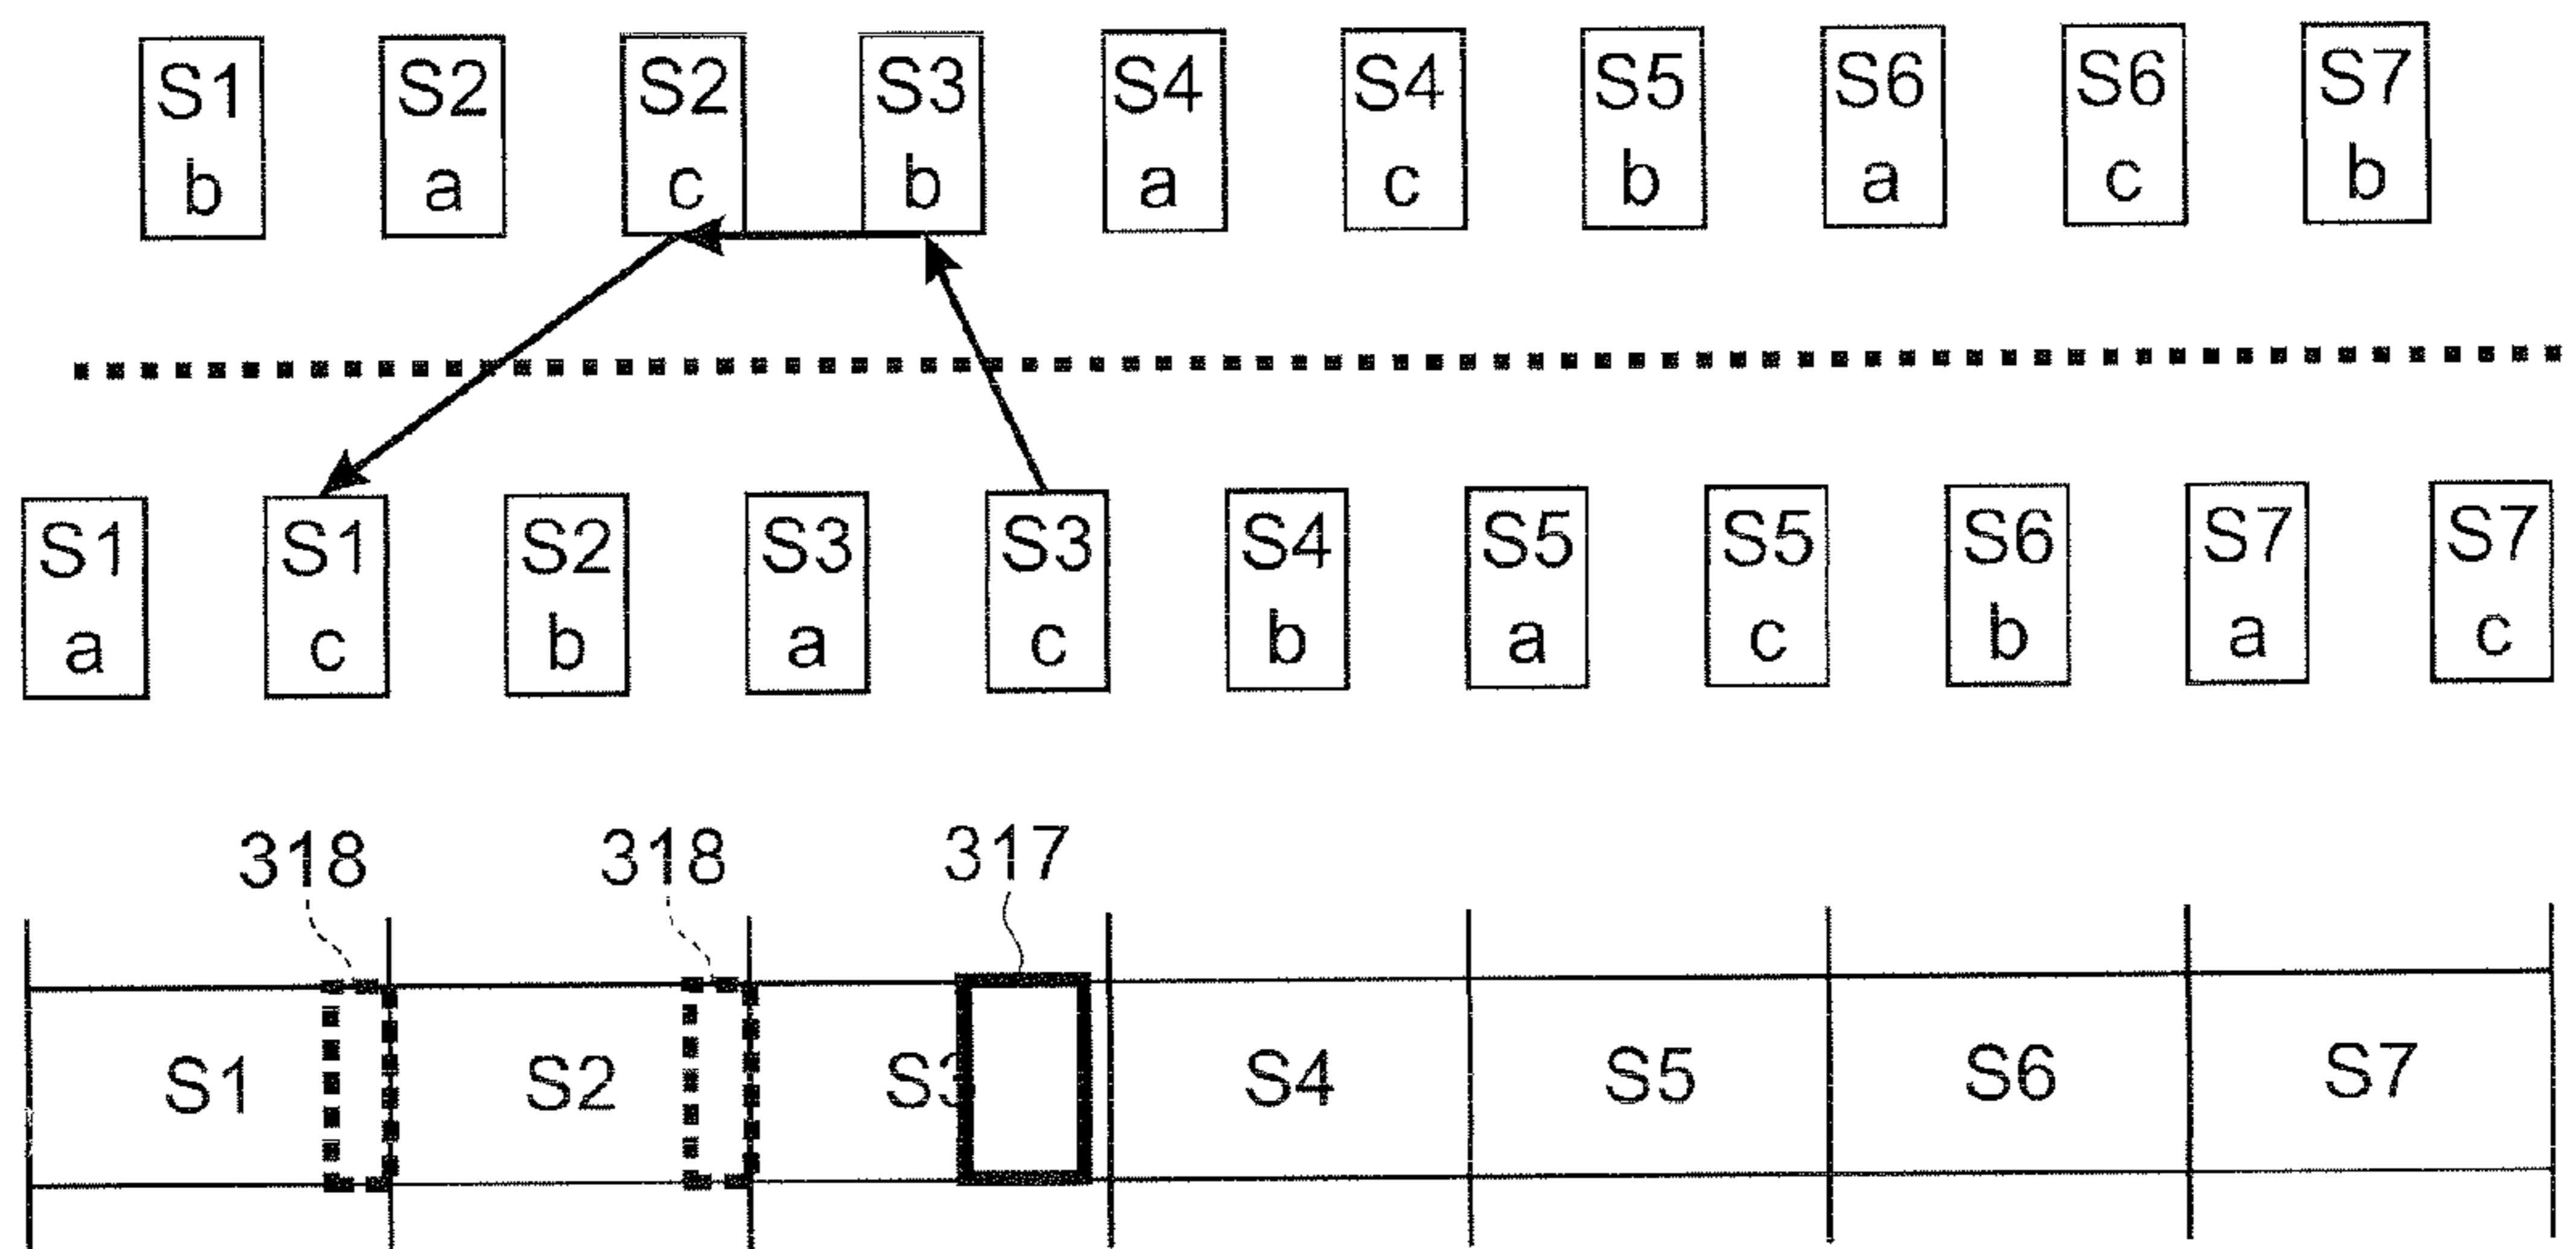 S1 S2 S2 S3 S4 S4 S5 S6 S6 S7
b a c b a c b a c b
S1 S1 S2 S3 S3 S4 S5 S5 S6 S7 S7
a c b a c b a c b a c
318 318 317
S1 S2 S3 S4 S5 S6 S7